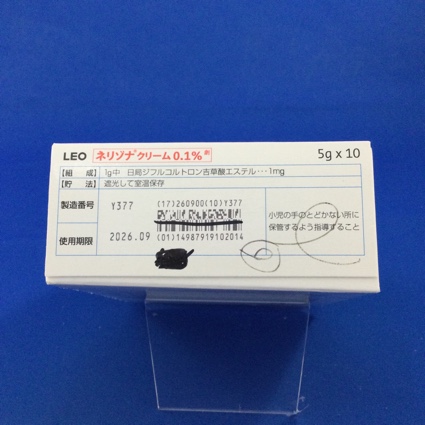 LEO ネリゾナ®クリーム0.1% 劇 5g x 10
【組 成】 1g中 日局ジフルコルトロン吉草酸エステル…1mg
【貯 法】 遮光して室温保存
製造番号 Y377 (17)260900(10)Y377
小児の手のとどかない所に
保管するよう指導すること
使用期限 2026.09 (01)14987919102014